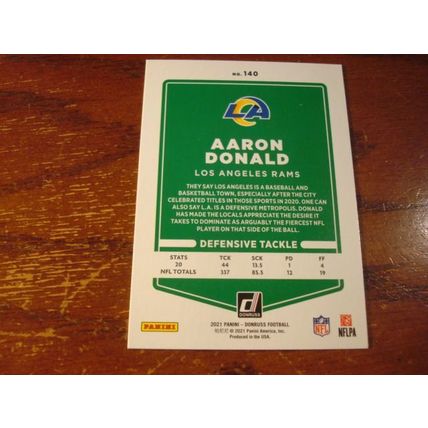 NO. 140
LA
AARON
DONALD
LOS ANGELES RAMS
THEY SAY LOS ANGELES IS A BASEBALL AND
BASKETBALL TOWN, ESPECIALLY AFTER THE CITY
CELEBRATED TITLES IN THOSE SPORTS IN 2020. ONE CAN
ALSO SAY L.A. IS A DEFENSIVE METROPOLIS. DONALD
HAS MADE THE LOCALS APPRECIATE THE DESIRE IT
TAKES TO DOMINATE AS ARGUABLY THE FIERCEST NFL
PLAYER ON THAT SIDE OF THE BALL.
DEFENSIVE TACKLE
STATS TCK SCK PD FF
20 44 13.5 1 4
NFL TOTALS 337 85.5 12 19
d
DONRUSS
PANINI
2021 PANINI - DONRUSS FOOTBALL
© 2021 Panini America, Inc.
Produced in the USA.
NFL
NFLPA